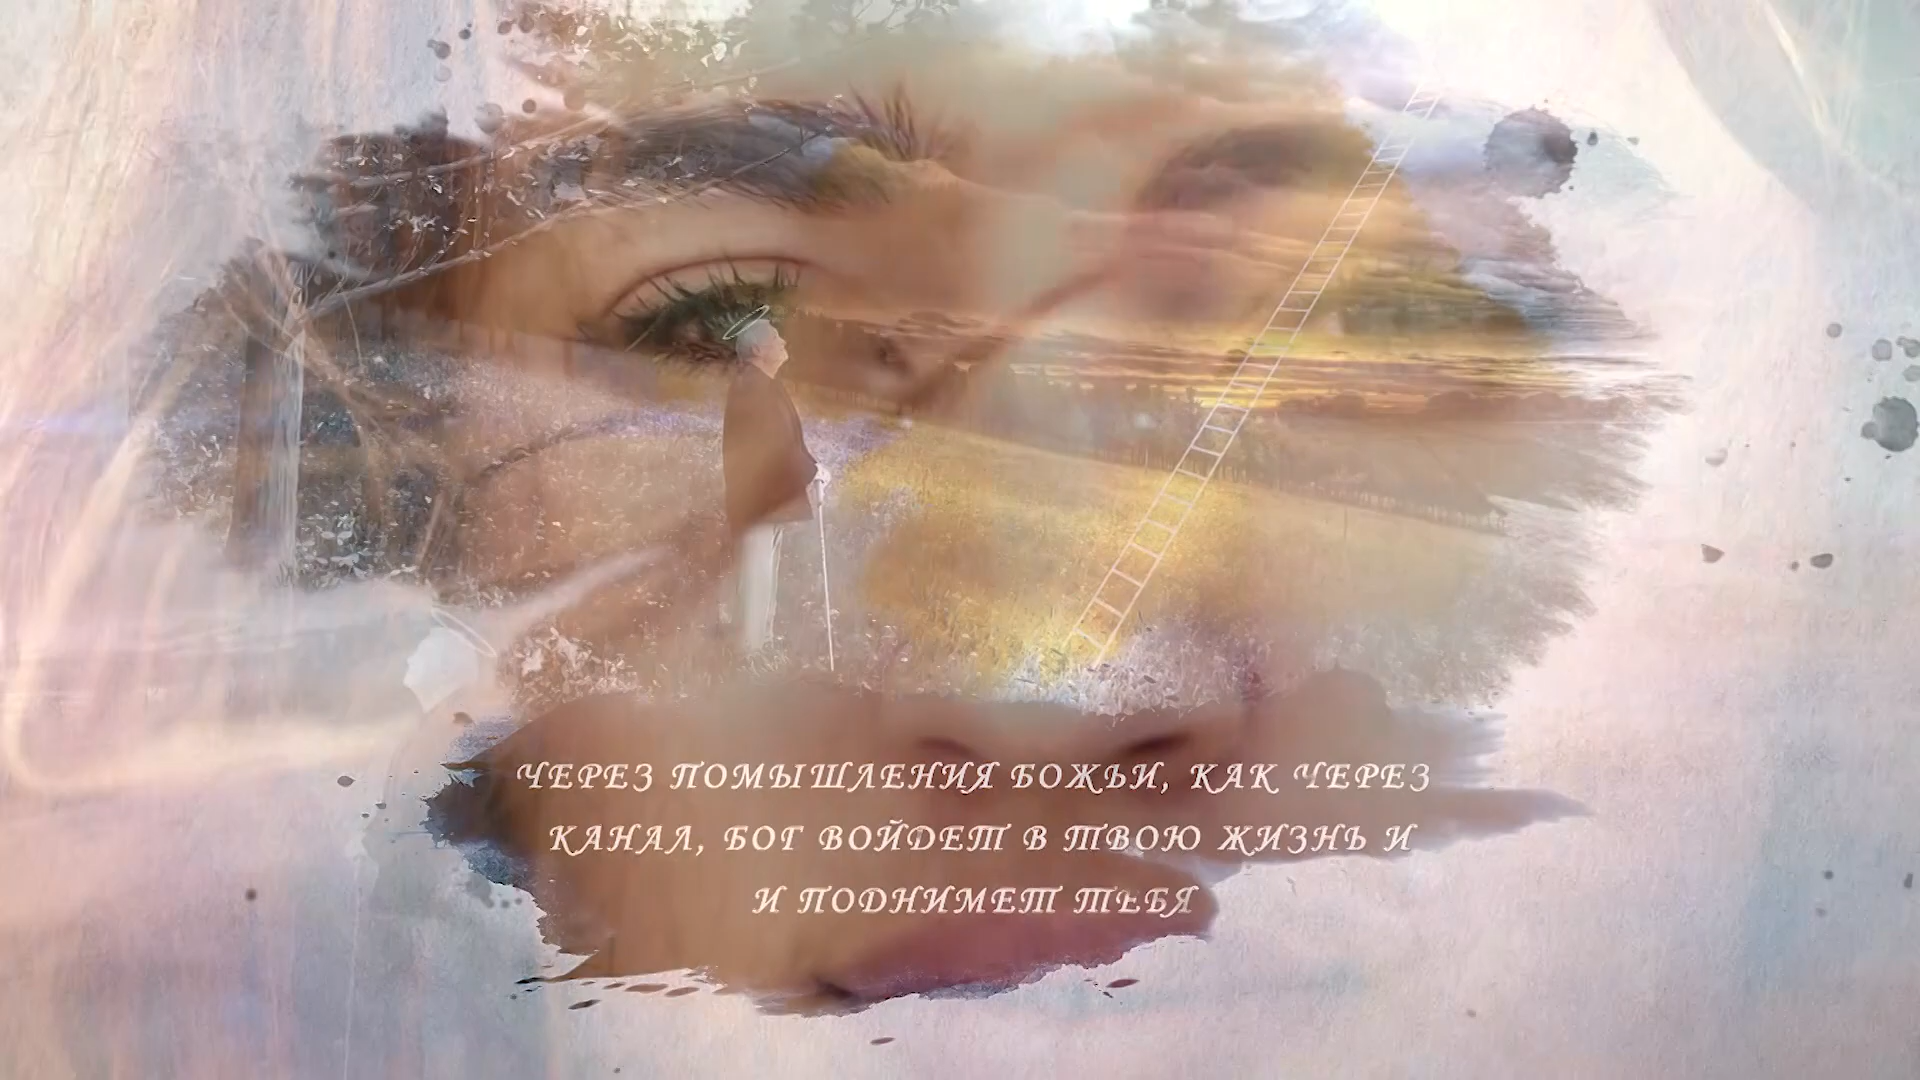 ЧЕРЕЗ ПОМЫШЛЕНИЯ БОЖЬИ, КАК ЧЕРЕЗ
КАНАЛ, БОГ ВОЙДЕТ В ТВОЮ ЖИЗНЬ И
И ПОДНИМЕТ ТЕБЯ